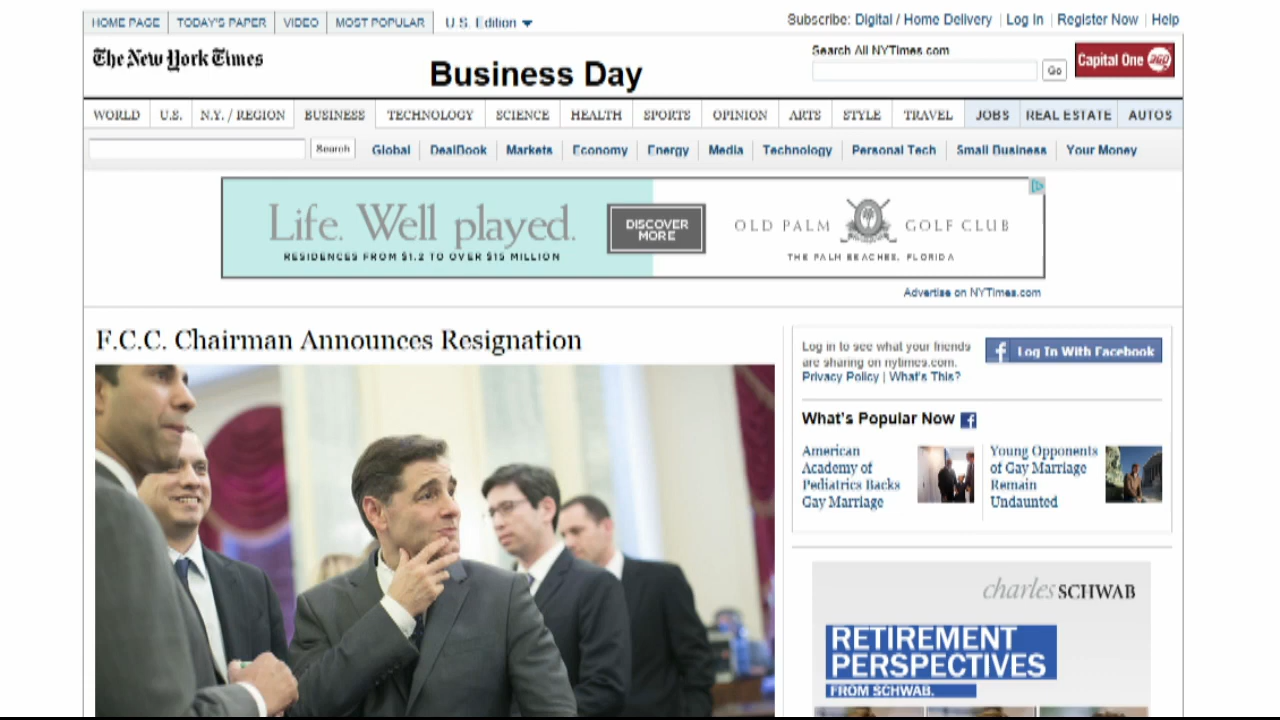 HOME PAGE TODAY'S PAPER VIDEO MOST POPULAR U.S. Edition
Subscribe: Digital / Home Delivery Log In Register Now Help
The New York Times
Business Day
Search All NYTimes.com
Go
Capital One 360
WORLD U.S. N.Y. / REGION BUSINESS TECHNOLOGY SCIENCE HEALTH SPORTS OPINION ARTS STYLE TRAVEL JOBS REAL ESTATE AUTOS
Search Global DealBook Markets Economy Energy Media Technology Personal Tech Small Business Your Money
Life. Well played.
RESIDENCES FROM $1.2 TO OVER $15 MILLION
DISCOVER
MORE
OLD PALM GOLF CLUB
THE PALM BEACHES, FLORIDA
Advertise on NYTimes.com
F.C.C. Chairman Announces Resignation
Log in to see what your friends
are sharing on nytimes.com.
Privacy Policy | What's This?
f Log In With Facebook
What's Popular Now f
American
Academy of
Pediatrics Backs
Gay Marriage
Young Opponents
of Gay Marriage
Remain
Undaunted
charles SCHWAB
RETIREMENT
PERSPECTIVES
FROM SCHWAB.